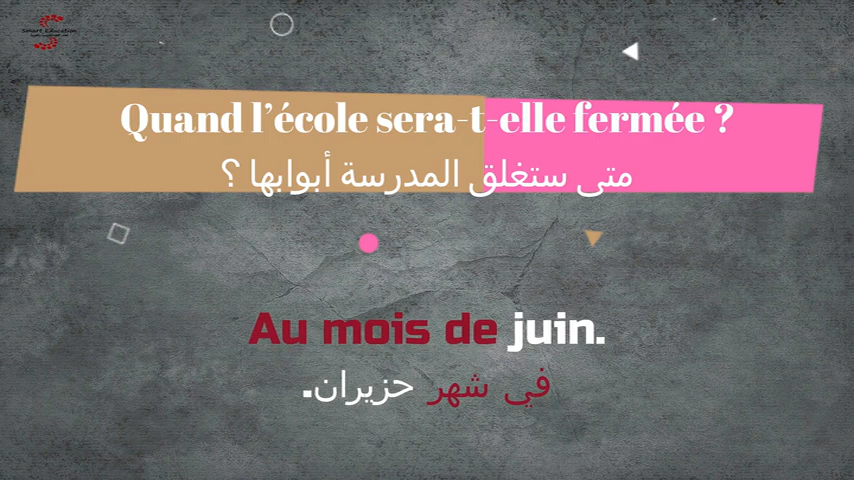 Quand l'école sera-t-elle fermée ?
متى ستغلق المدرسة أبوابها ؟
Au mois de juin.
في شهر حزيران.